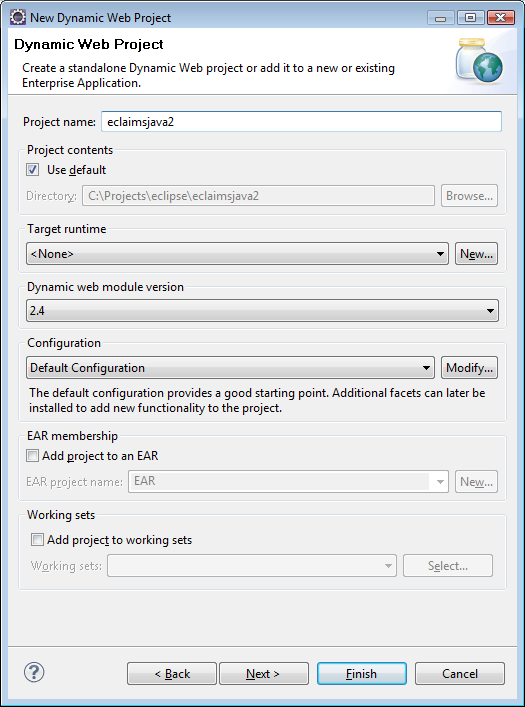 New Dynamic Web Project
Dynamic Web Project
Create a standalone Dynamic Web project or add it to a new or existing
Enterprise Application.
Project name: eclaimsjava2
Project contents
Use default
Directory: C:\Projects\eclipse\eclaimsjava2 Browse...
Target runtime
<None> New...
Dynamic web module version
2.4
Configuration
Default Configuration Modify...
The default configuration provides a good starting point. Additional facets can later be
installed to add new functionality to the project.
EAR membership
Add project to an EAR
EAR project name: EAR New...
Working sets
Add project to working sets
Working sets: Select...
? < Back Next > Finish Cancel